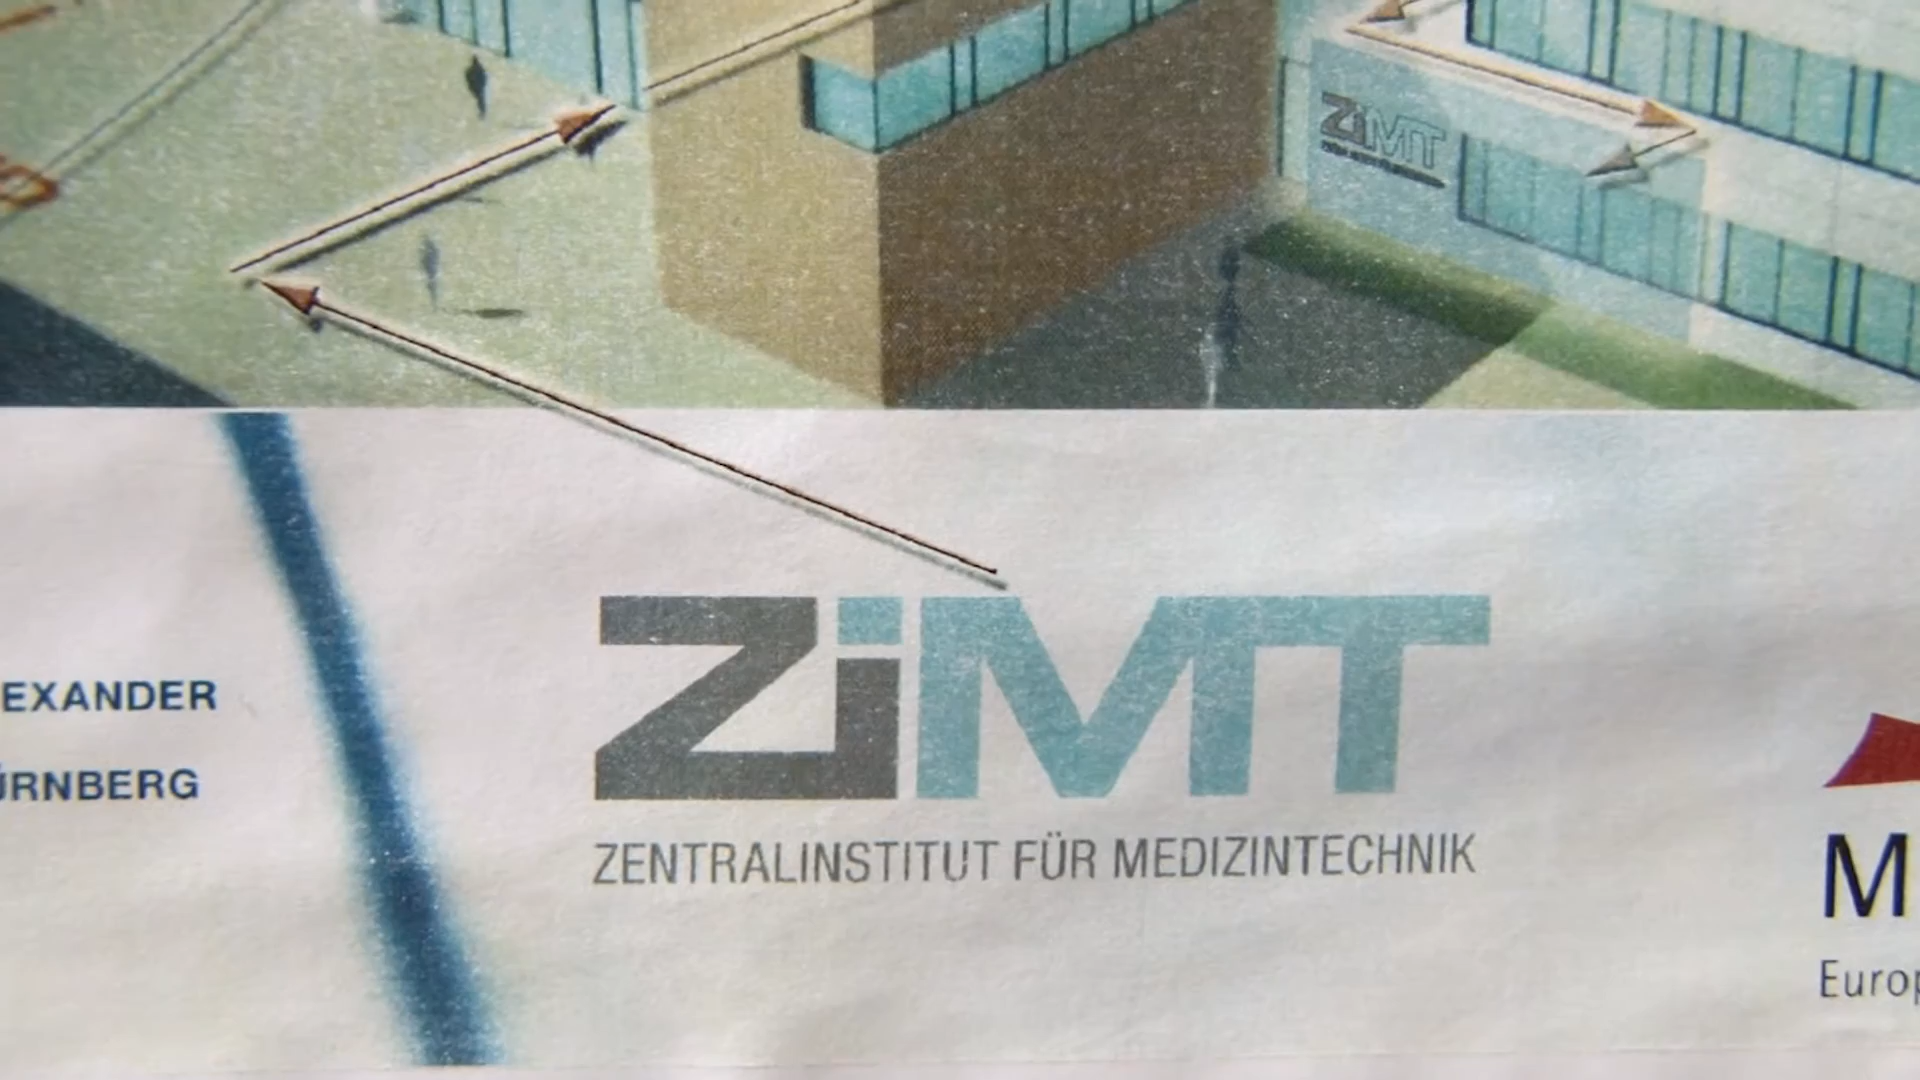 ZiMT
EXANDER
ÜRNBERG
ZiMT
ZENTRALINSTITUT FÜR MEDIZINTECHNIK
M
Europ